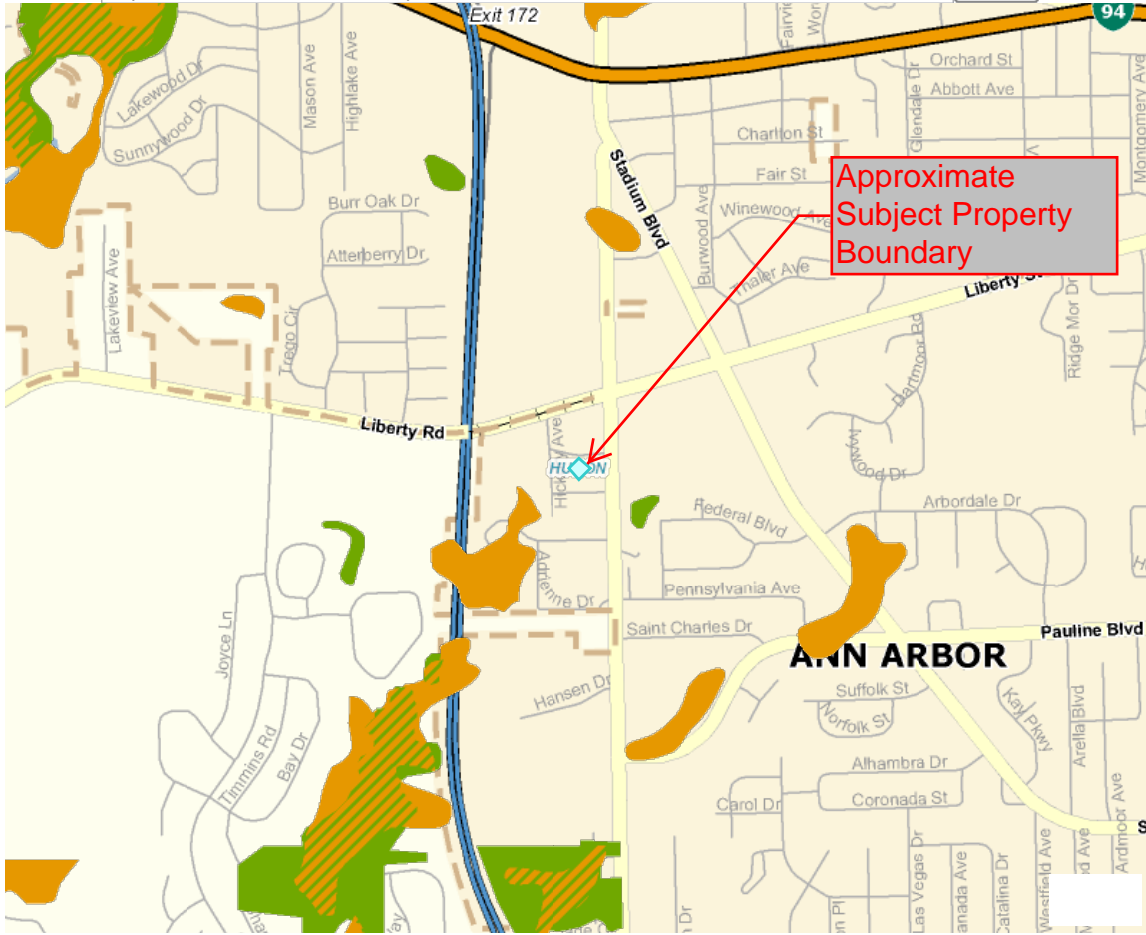 Exit 172
94
Lakewood Dr
Sunnywood Dr
Mason Ave
Highlake Ave
Orchard St
Abbott Ave
Glendale Dr
Montgomery Ave
Charlton St
Fair St
Stadium Blvd
Approximate
Subject Property
Boundary
Burr Oak Dr
Atterberry Dr
Burwood Ave
Winewood Ave
Thaler Ave
Liberty St
Lakeview Ave
Trego Cir
Ridge Mor Dr
Dartmoor Rd
Liberty Rd
Ivywood Dr
Arbordale Dr
Federal Blvd
Adrienne Dr
Pennsylvania Ave
Saint Charles Dr
Pauline Blvd
ANN ARBOR
Joyce Ln
Hansen Dr
Suffolk St
Norfolk St
Kay Pkwy
Arella Blvd
Timmins Rd
Bay Dr
Alhambra Dr
Coronada St
Carol Dr
Las Vegas Dr
Catalina Dr
Westfield Ave
Ardmoor Ave